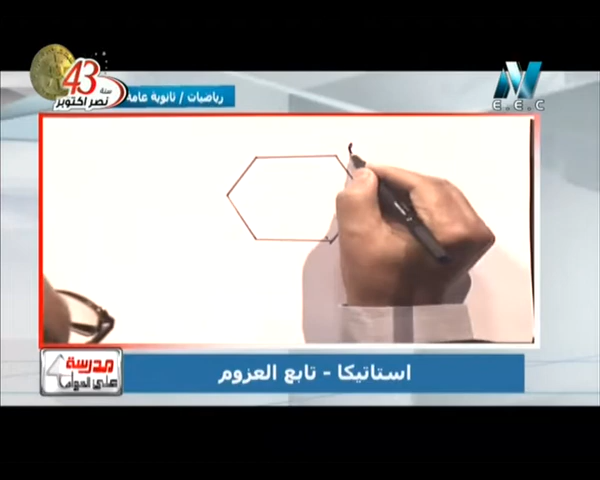 43
سنة
نصر اكتوبر
رياضيات / ثانوية عامة
E.E.C
استاتيكا - تابع العزوم
مدرسة
على الهواء